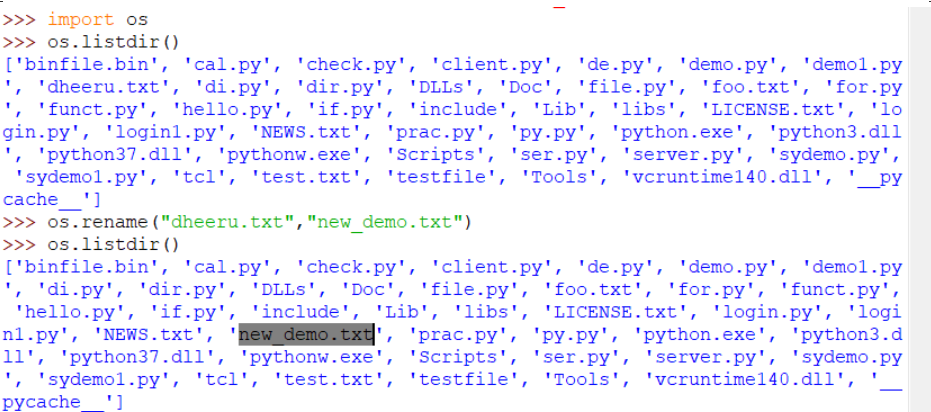 >>> import os
>>> os.listdir()
['binfile.bin', 'cal.py', 'check.py', 'client.py', 'de.py', 'demo.py', 'demo1.py
', 'dheeru.txt', 'di.py', 'dir.py', 'DLLs', 'Doc', 'file.py', 'foo.txt', 'for.py
', 'funct.py', 'hello.py', 'if.py', 'include', 'Lib', 'libs', 'LICENSE.txt', 'lo
gin.py', 'login1.py', 'NEWS.txt', 'prac.py', 'py.py', 'python.exe', 'python3.dll
', 'python37.dll', 'pythonw.exe', 'Scripts', 'ser.py', 'server.py', 'sydemo.py',
 'sydemo1.py', 'tcl', 'test.txt', 'testfile', 'Tools', 'vcruntime140.dll', '__py
cache__']
>>> os.rename("dheeru.txt","new_demo.txt")
>>> os.listdir()
['binfile.bin', 'cal.py', 'check.py', 'client.py', 'de.py', 'demo.py', 'demo1.py
', 'di.py', 'dir.py', 'DLLs', 'Doc', 'file.py', 'foo.txt', 'for.py', 'funct.py',
 'hello.py', 'if.py', 'include', 'Lib', 'libs', 'LICENSE.txt', 'login.py', 'logi
n1.py', 'NEWS.txt', 'new_demo.txt', 'prac.py', 'py.py', 'python.exe', 'python3.d
ll', 'python37.dll', 'pythonw.exe', 'Scripts', 'ser.py', 'server.py', 'sydemo.py
', 'sydemo1.py', 'tcl', 'test.txt', 'testfile', 'Tools', 'vcruntime140.dll', '__
pycache__']